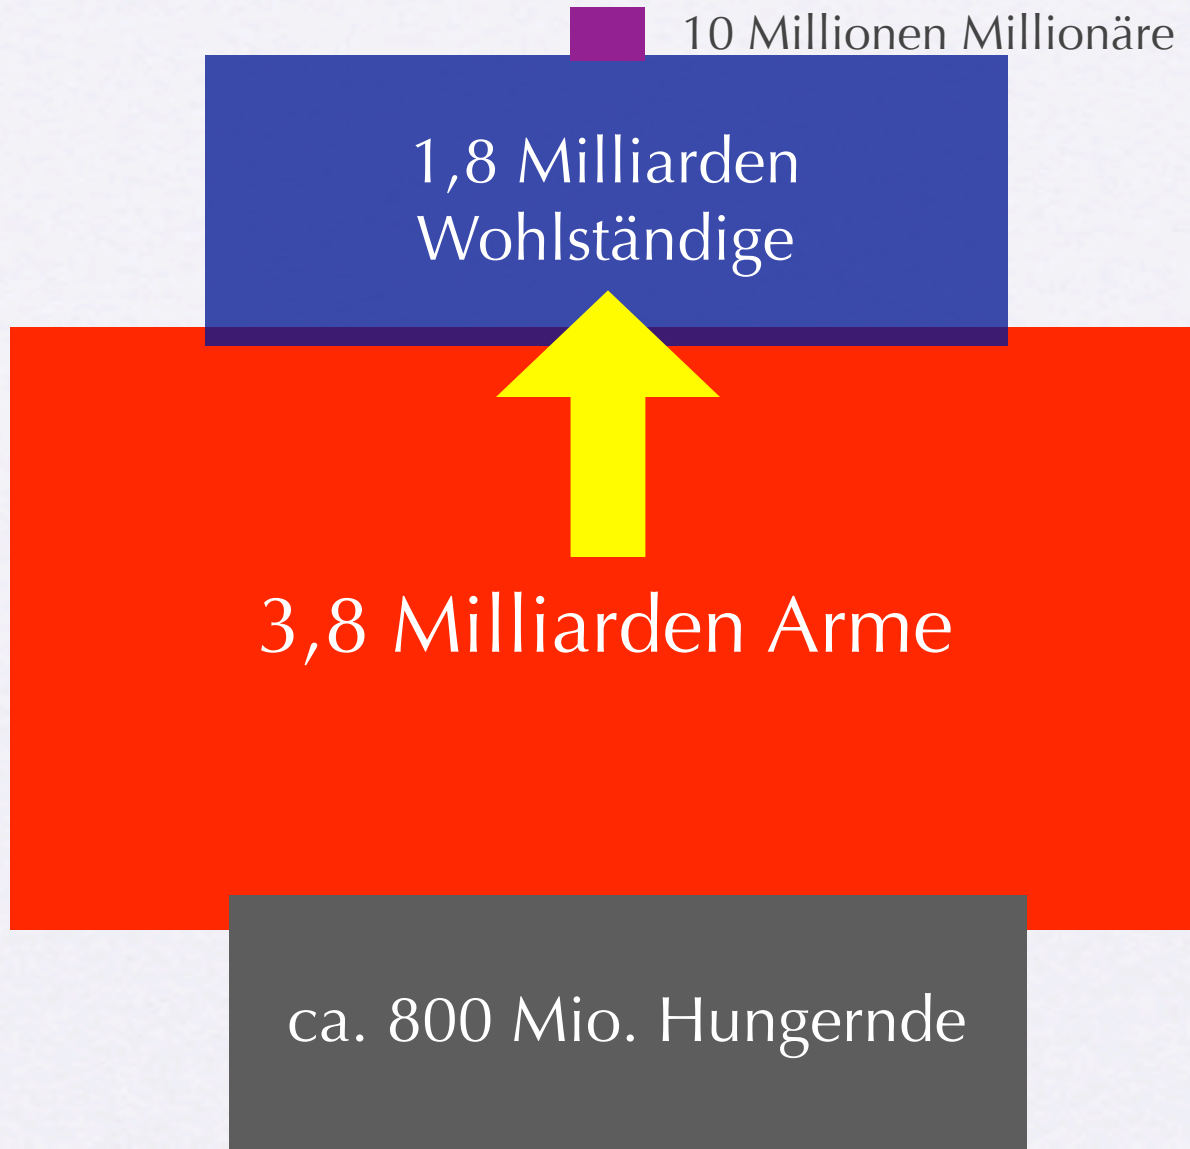 10 Millionen Millionäre
1,8 Milliarden
Wohlständige
3,8 Milliarden Arme
ca. 800 Mio. Hungernde